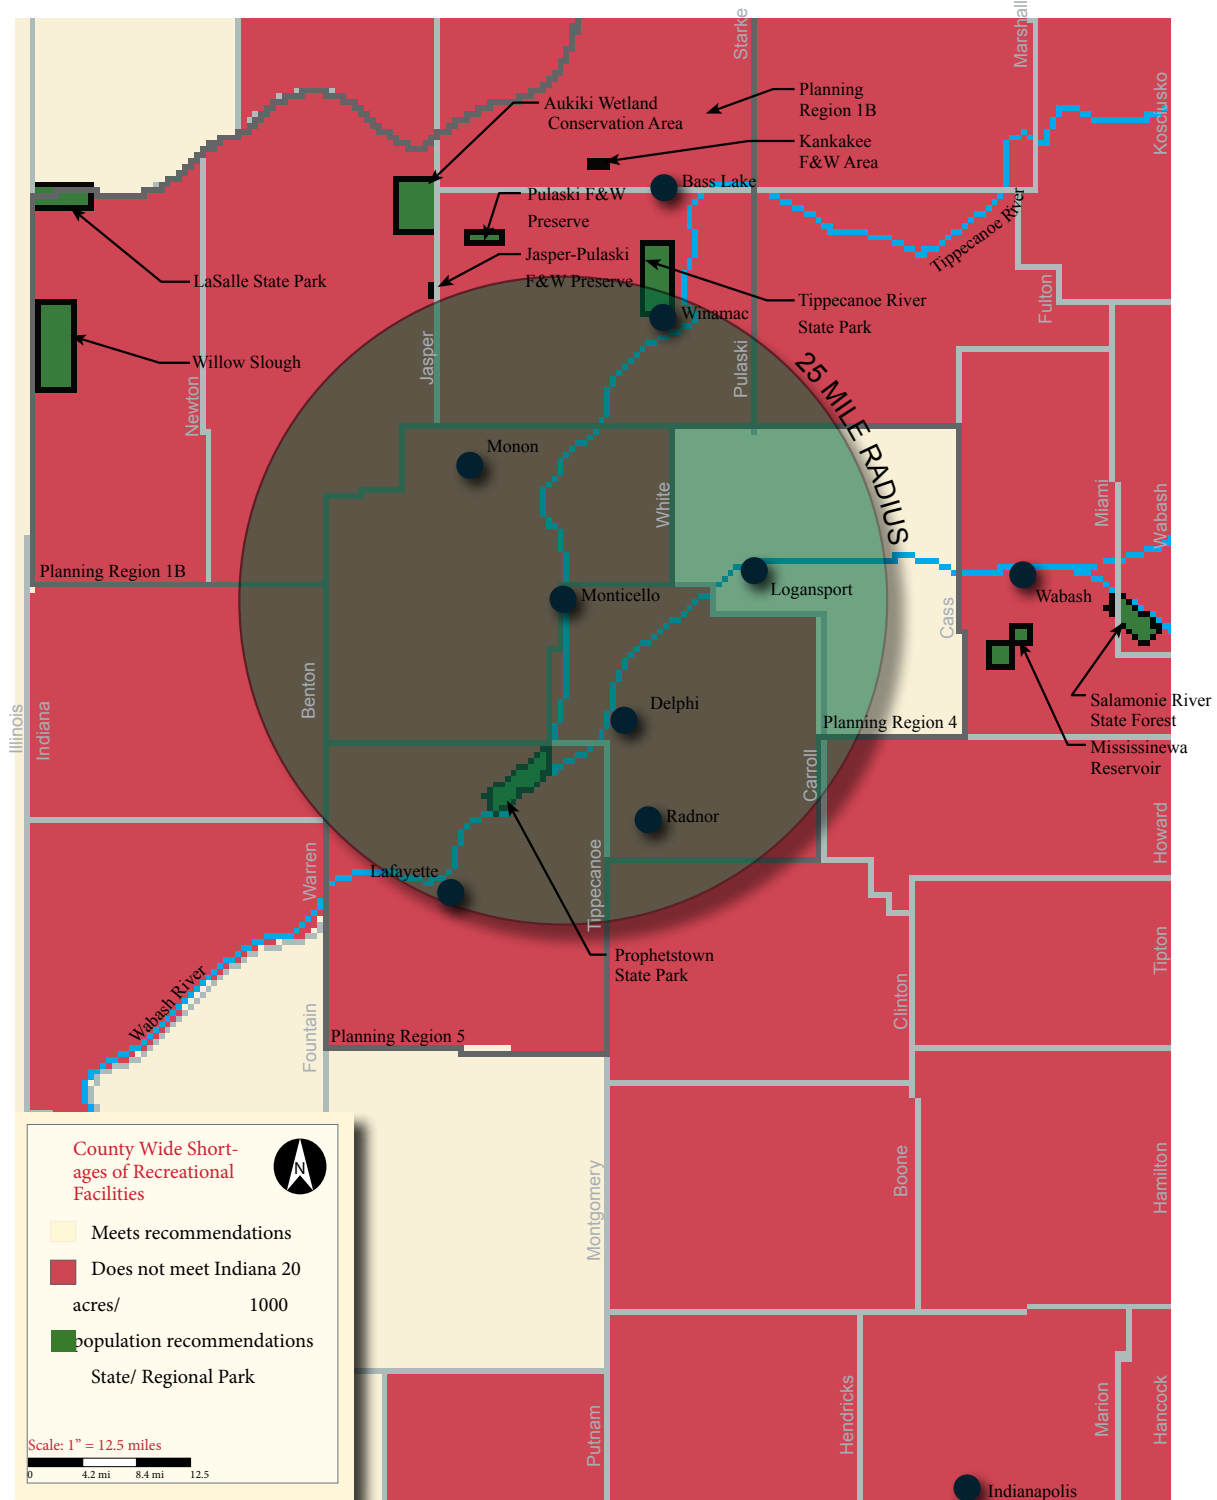 Starke
Marshall
Kosciusko
Aukiki Wetland
Conservation Area
Planning
Region 1B
Kankakee
F&W Area
Bass Lake
Pulaski F&W
Preserve
Tippecanoe River
Jasper-Pulaski
F&W Preserve
LaSalle State Park
Tippecanoe River
State Park
Fulton
Winamac
Willow Slough
Jasper
Pulaski
Newton
25 MILE RADIUS
Monon
White
Miami
Wabash
Planning Region 1B
Logansport
Monticello
Wabash
Cass
Benton
Delphi
Salamonie River
State Forest
Illinois
Indiana
Planning Region 4
Mississinewa
Reservoir
Carroll
Radnor
Howard
Warren
Lafayette
Tippecanoe
Prophetstown
State Park
Tipton
Wabash River
Clinton
Fountain
Planning Region 5
County Wide Short-
ages of Recreational
Facilities
N
Meets recommendations
Does not meet Indiana 20
acres/ 1000
population recommendations
State/ Regional Park
Scale: 1” = 12.5 miles
0 4.2 mi 8.4 mi 12.5
Montgomery
Boone
Hamilton
Putnam
Hendricks
Marion
Hancock
Indianapolis